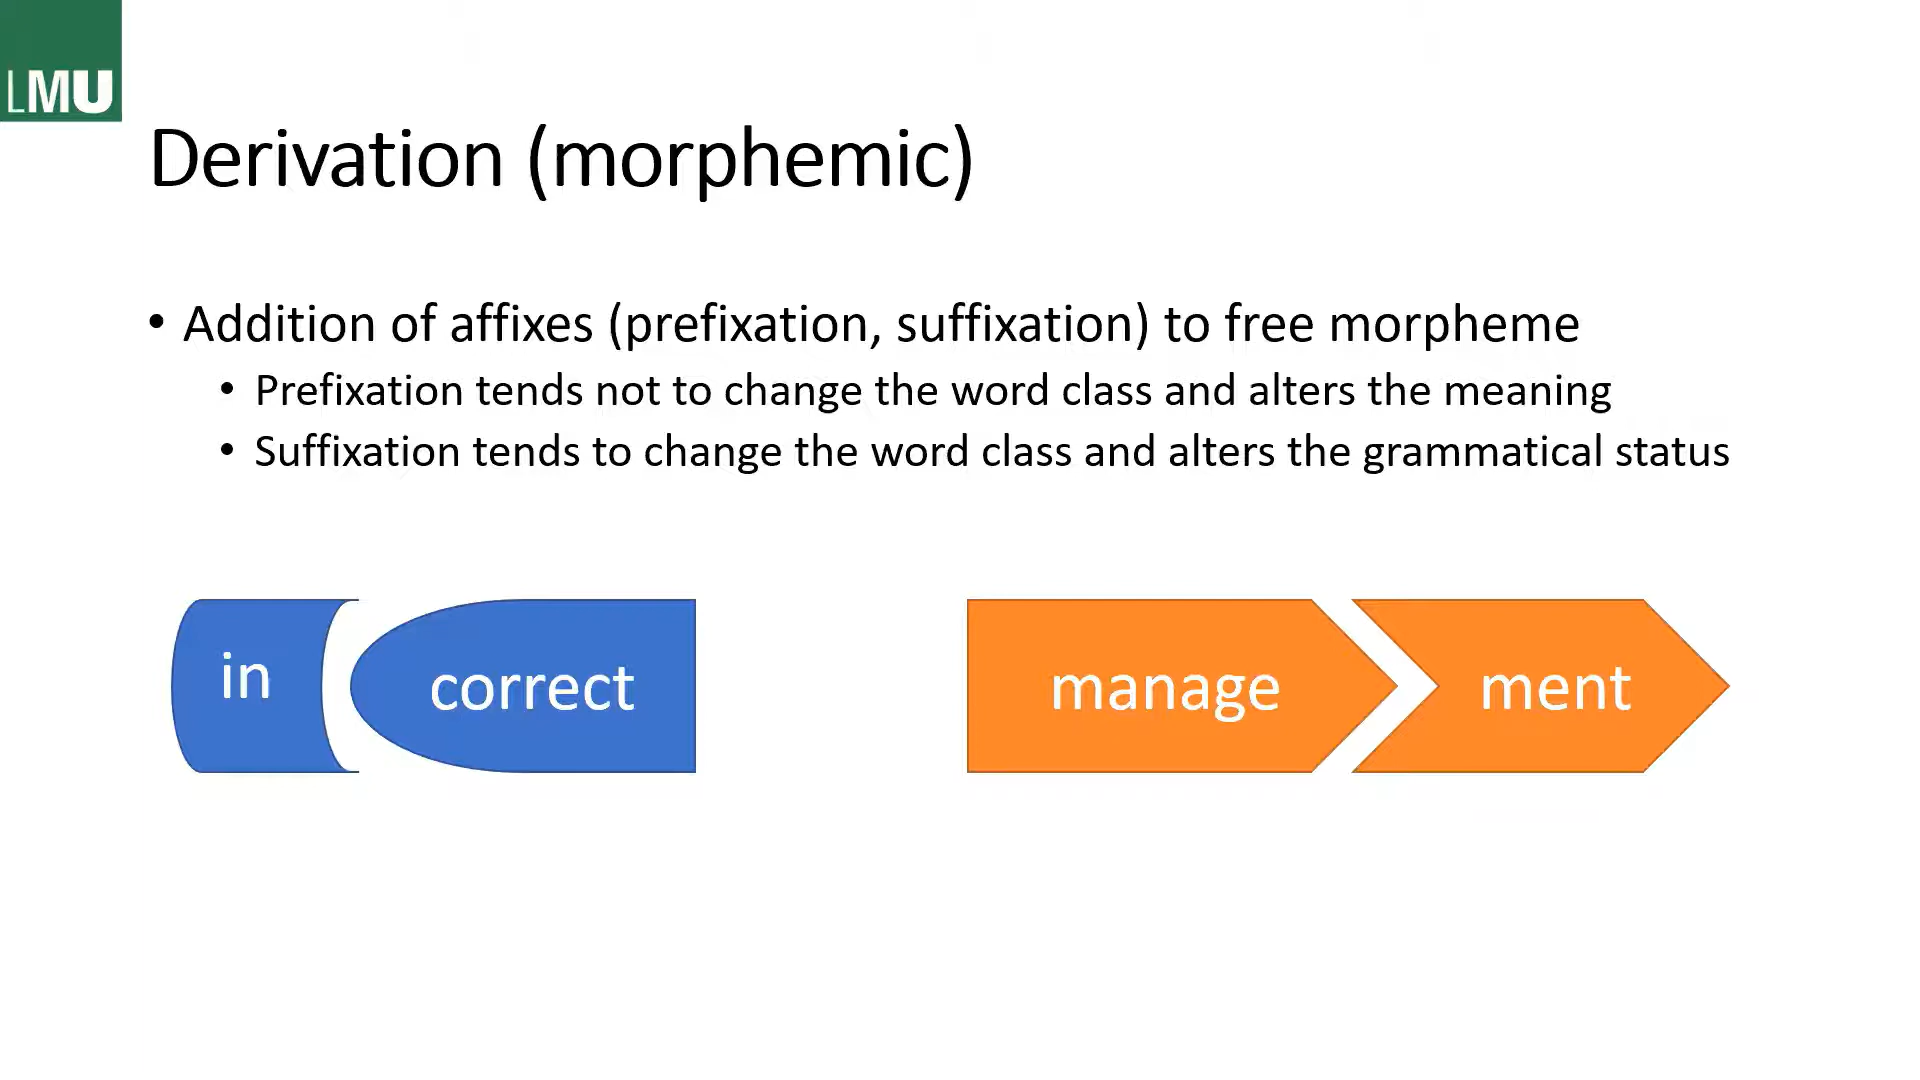 LMU
Derivation (morphemic)
• Addition of affixes (prefixation, suffixation) to free morpheme
• Prefixation tends not to change the word class and alters the meaning
• Suffixation tends to change the word class and alters the grammatical status
in correct manage ment